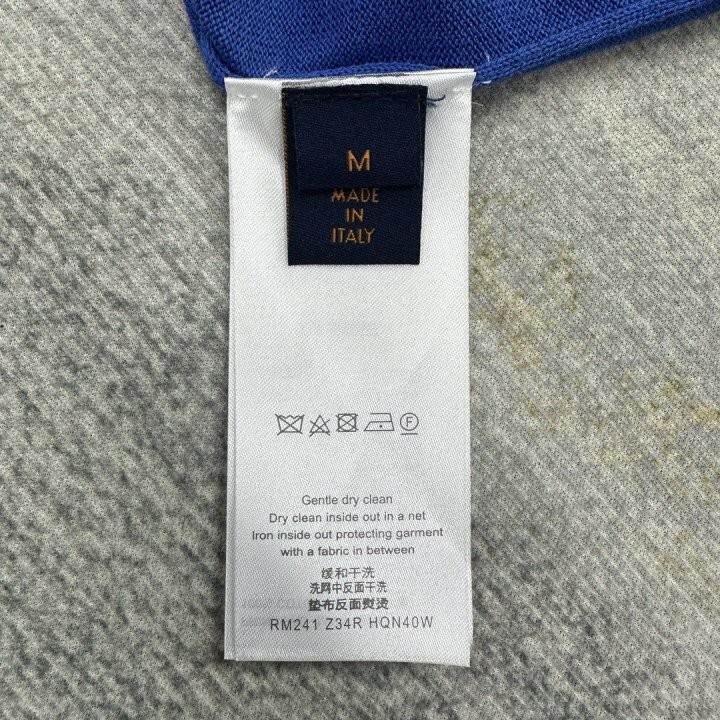 M
MADE
IN
ITALY
F
Gentle dry clean
Dry clean inside out in a net
Iron inside out protecting garment
with a fabric in between
缓和干洗
洗网中反面干洗
垫布反面熨烫
RM241 Z34R HQN40W